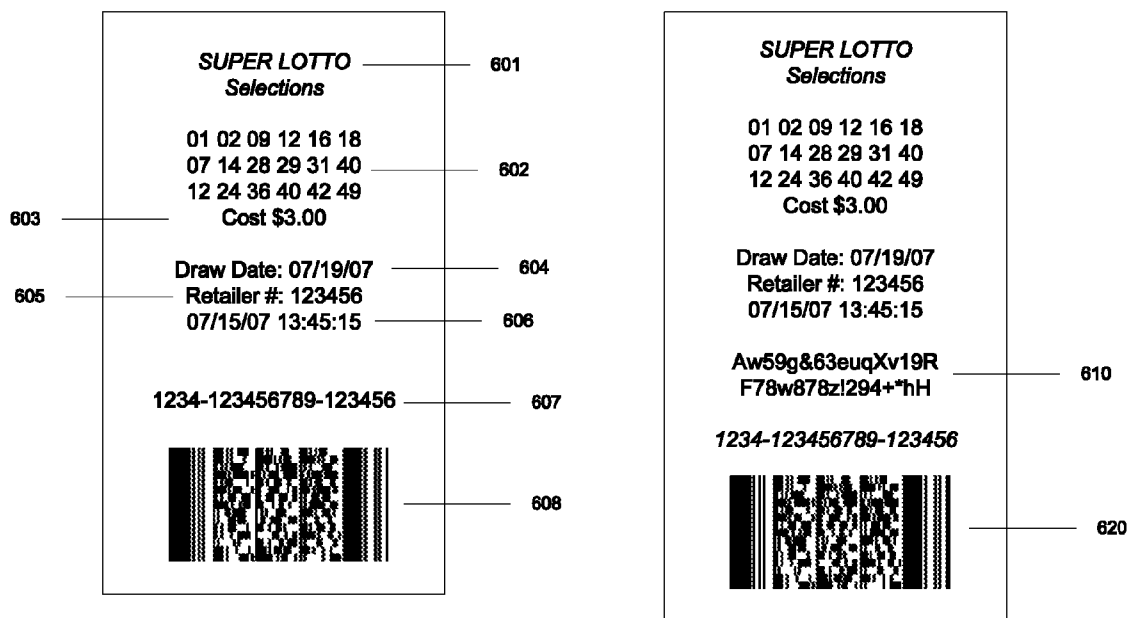 SUPER LOTTO
Selections
601
01 02 09 12 16 18
07 14 28 29 31 40
602
12 24 36 40 42 49
603
Cost $3.00
Draw Date: 07/19/07
604
605
Retailer #: 123456
07/15/07 13:45:15
606
1234-123456789-123456
607
608
SUPER LOTTO
Selections
01 02 09 12 16 18
07 14 28 29 31 40
12 24 36 40 42 49
Cost $3.00
Draw Date: 07/19/07
Retailer #: 123456
07/15/07 13:45:15
Aw59g&63euqXv19R
F78w878z!294+*hH
610
1234-123456789-123456
620